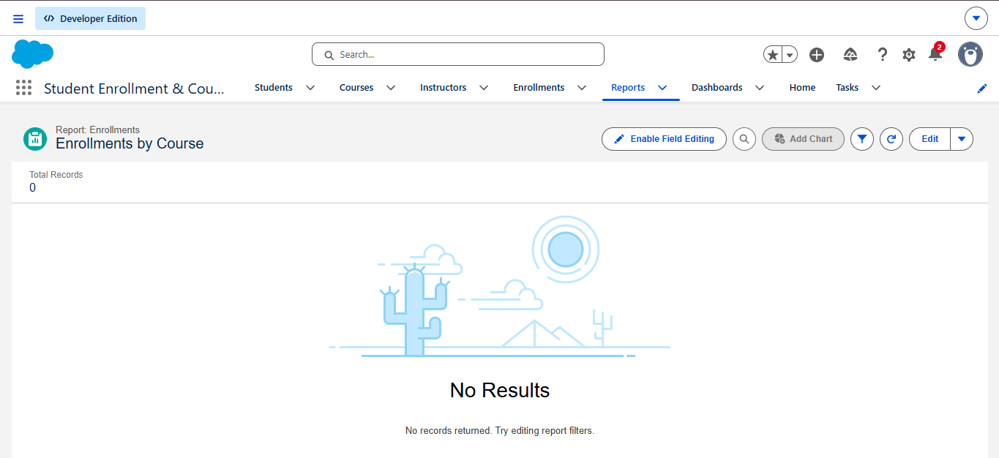 Developer Edition
Search...
2
Student Enrollment & Cou...
Students
Courses
Instructors
Enrollments
Reports
Dashboards
Home
Tasks
Report: Enrollments
Enrollments by Course
Enable Field Editing
Add Chart
Edit
Total Records
0
No Results
No records returned. Try editing report filters.